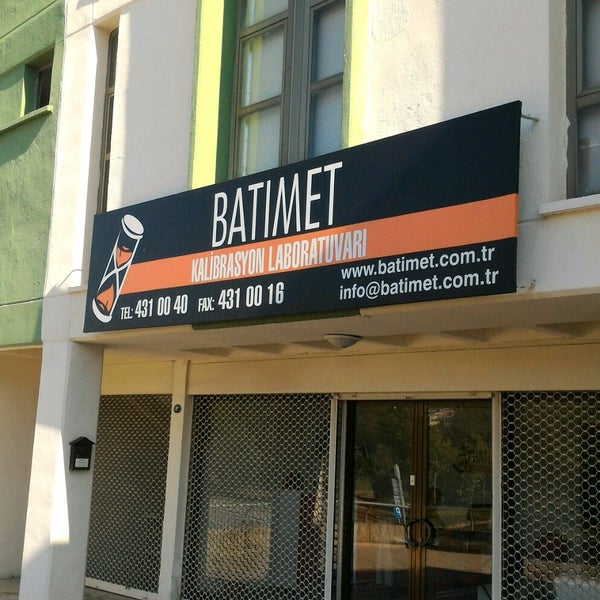 BATIMET
KALİBRASYON LABORATUVARI
TEL: 431 00 40 FAX: 431 00 16
www.batimet.com.tr
info@batimet.com.tr